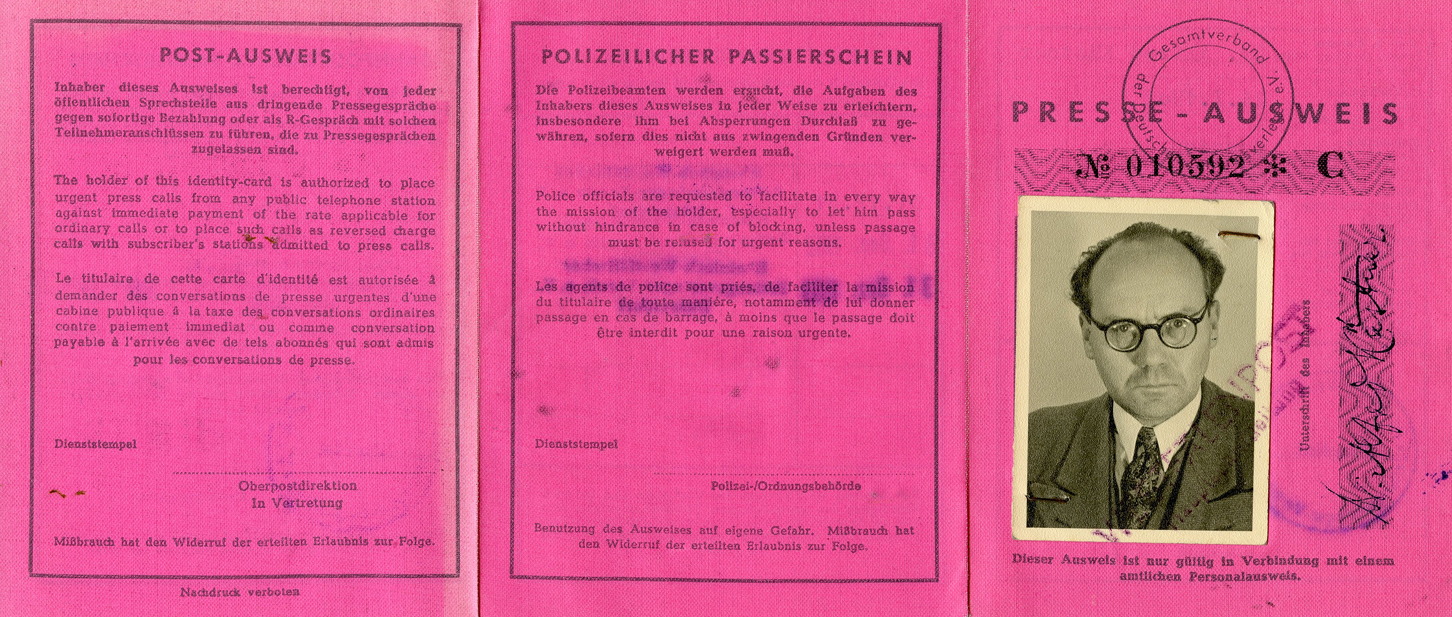 POST-AUSWEIS
Inhaber dieses Ausweises ist berechtigt, von jeder
öffentlichen Sprechstelle aus dringende Pressegespräche
gegen sofortige Bezahlung oder als R-Gespräch mit solchen
Teilnehmeranschlüssen zu führen, die zu Pressegesprächen
zugelassen sind.
The holder of this identity-card is authorized to place
urgent press calls from any public telephone station
against immediate payment of the rate applicable for
ordinary calls or to place such calls as reversed charge
calls with subscriber's stations admitted to press calls.
Le titulaire de cette carte d'identité est autorisée à
demander des conversations de presse urgentes d'une
cabine publique à la taxe des conversations ordinaires
contre paiement immediat ou comme conversation
payable à l'arrivée avec de tels abonnés qui sont admis
pour les conversations de presse.
Dienststempel
Oberpostdirektion
In Vertretung
Mißbrauch hat den Widerruf der erteilten Erlaubnis zur Folge.
Nachdruck verboten
POLIZEILICHER PASSIERSCHEIN
Die Polizeibeamten werden ersucht, die Aufgaben des
Inhabers dieses Ausweises in jeder Weise zu erleichtern,
insbesondere ihm bei Absperrungen Durchlaß zu ge-
währen, sofern dies nicht aus zwingenden Gründen ver-
weigert werden muß.
Police officials are requested to facilitate in every way
the mission of the holder, especially to let him pass
without hindrance in case of blocking, unless passage
must be refused for urgent reasons.
Les agents de police sont priés, de faciliter la mission
du titulaire de toute maniére, notamment de lui donner
passage en cas de barrage, à moins que le passage doit
être interdit pour une raison urgente.
Dienststempel
Polizei-/Ordnungsbehörde
Benutzung des Ausweises auf eigene Gefahr. Mißbrauch hat
den Widerruf der erteilten Erlaubnis zur Folge.
Gesamtverband der Deutsch verleger e.V.
PRESSE-AUSWEIS
№ 010592 ✻ C
Unterschrift des Inhabers
Dieser Ausweis ist nur gültig in Verbindung mit einem
amtlichen Personalausweis.